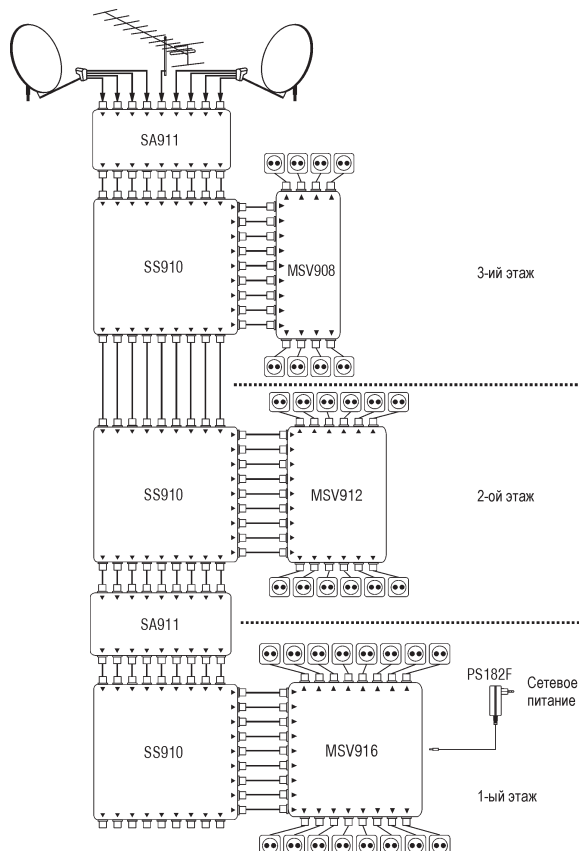 SA911
SS910
MSV908
3-ий этаж
SS910
MSV912
2-ой этаж
SA911
PS182F
Сетевое
питание
SS910
MSV916
1-ый этаж